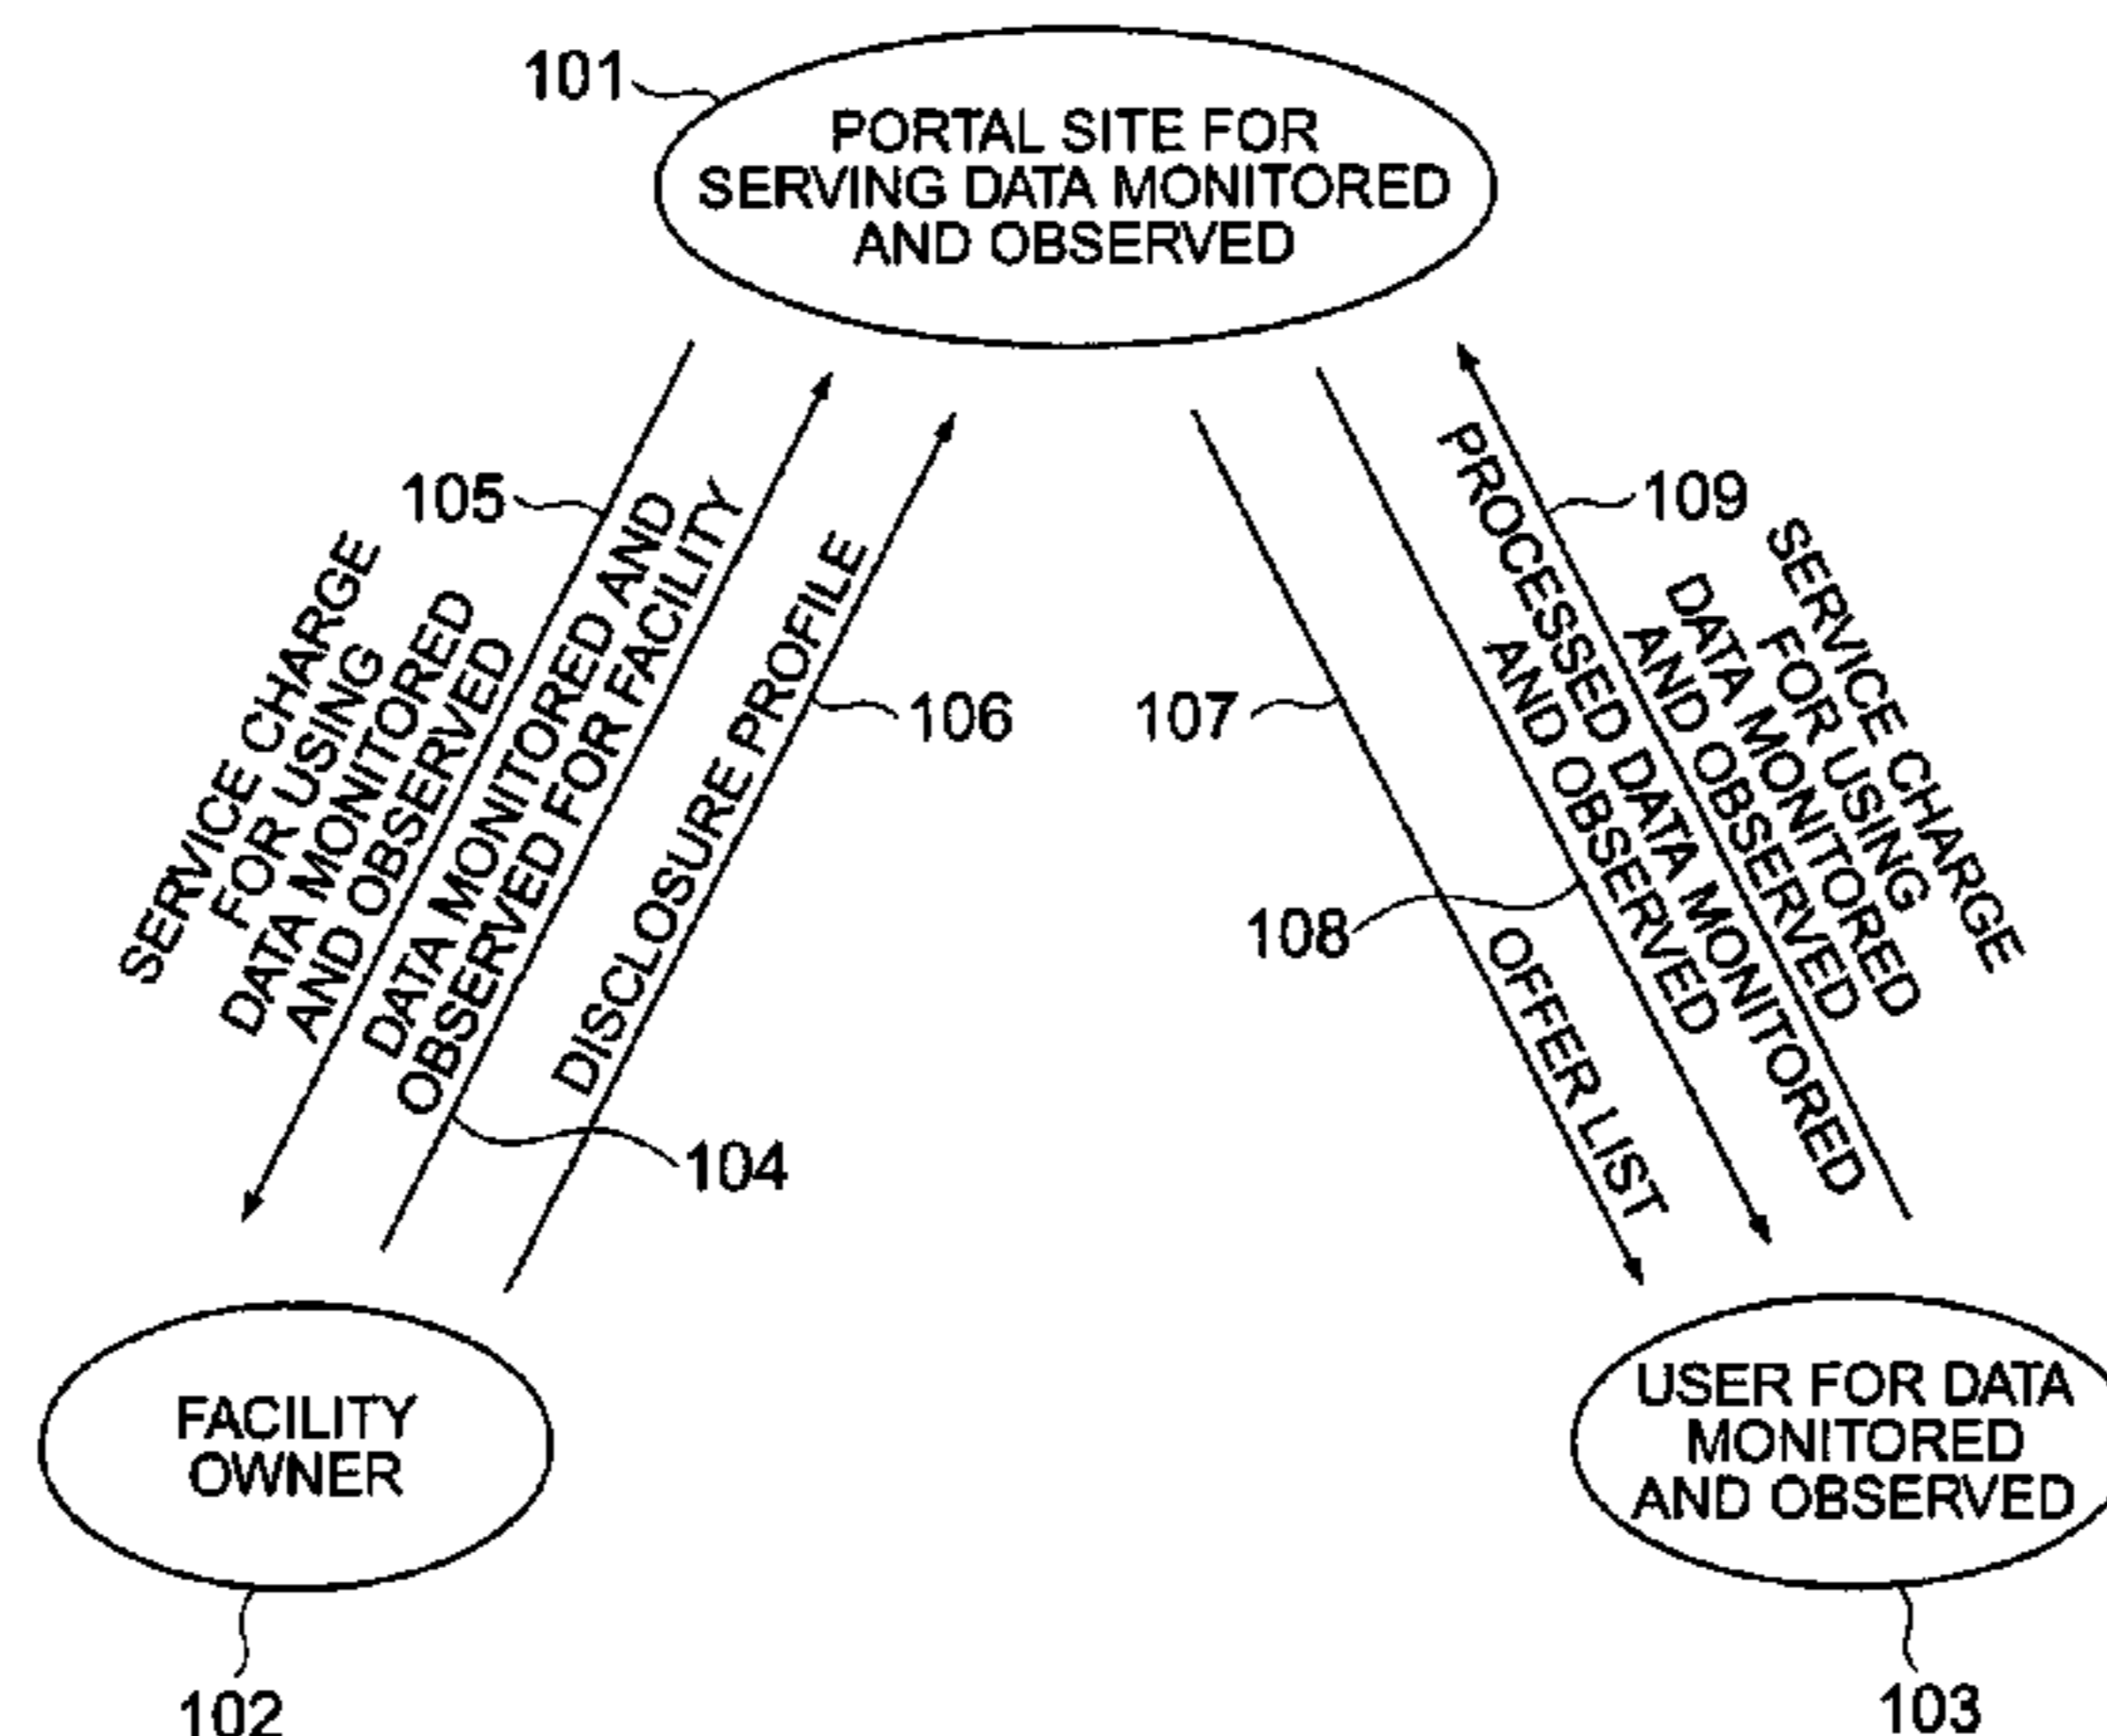 101
PORTAL SITE FOR
SERVING DATA MONITORED
AND OBSERVED
105
SERVICE CHARGE
FOR USING
DATA MONITORED
AND OBSERVED
DATA MONITORED AND
OBSERVED FOR FACILITY
104
DISCLOSURE PROFILE
106
107
OFFER LIST
108
PROCESSED DATA MONITORED
AND OBSERVED
109
SERVICE CHARGE
FOR USING
DATA MONITORED
AND OBSERVED
FACILITY
OWNER
102
USER FOR DATA
MONITORED
AND OBSERVED
103